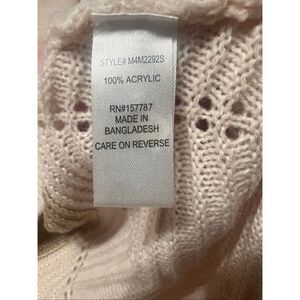 STYLE# M4M2292S
100% ACRYLIC
RN#157787
MADE IN
BANGLADESH
CARE ON REVERSE